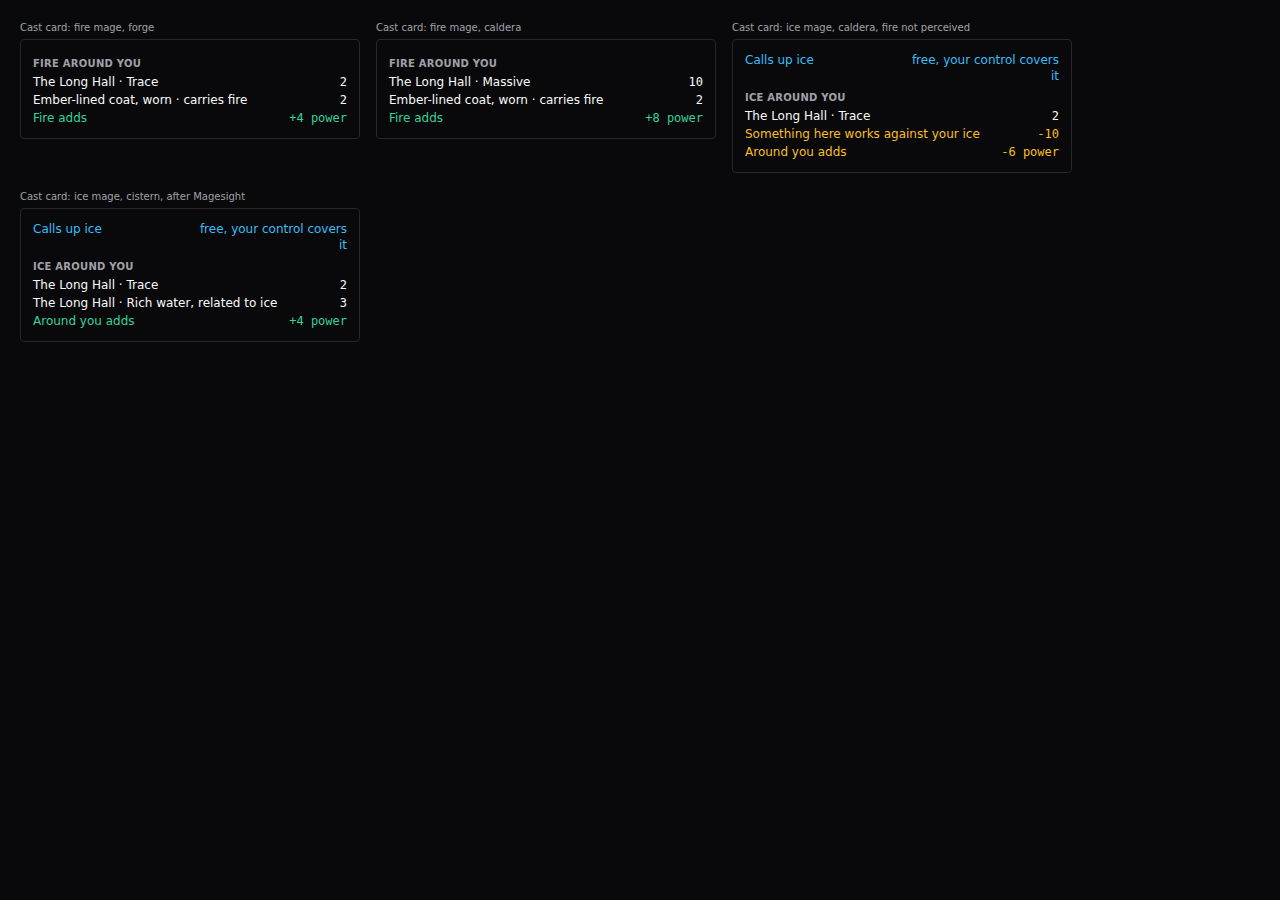 Cast card: fire mage, forge
FIRE AROUND YOU
The Long Hall · Trace 2
Ember-lined coat, worn · carries fire 2
Fire adds +4 power
Cast card: fire mage, caldera
FIRE AROUND YOU
The Long Hall · Massive 10
Ember-lined coat, worn · carries fire 2
Fire adds +8 power
Cast card: ice mage, caldera, fire not perceived
Calls up ice free, your control covers
it
ICE AROUND YOU
The Long Hall · Trace 2
Something here works against your ice -10
Around you adds -6 power
Cast card: ice mage, cistern, after Magesight
Calls up ice free, your control covers
it
ICE AROUND YOU
The Long Hall · Trace 2
The Long Hall · Rich water, related to ice 3
Around you adds +4 power